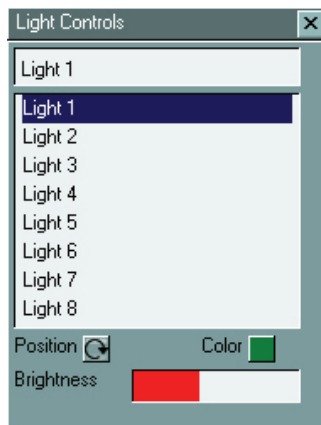 Light Controls
Light 1
Light 1
Light 2
Light 3
Light 4
Light 5
Light 6
Light 7
Light 8
Position Color
Brightness